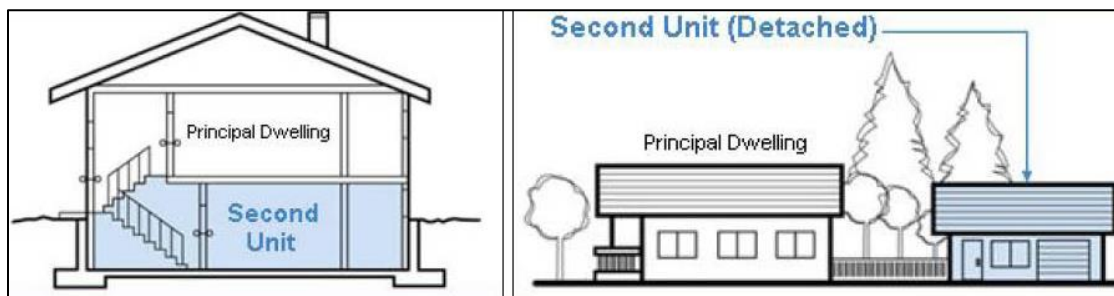 Principal Dwelling
Second
Unit
Second Unit (Detached)
Principal Dwelling